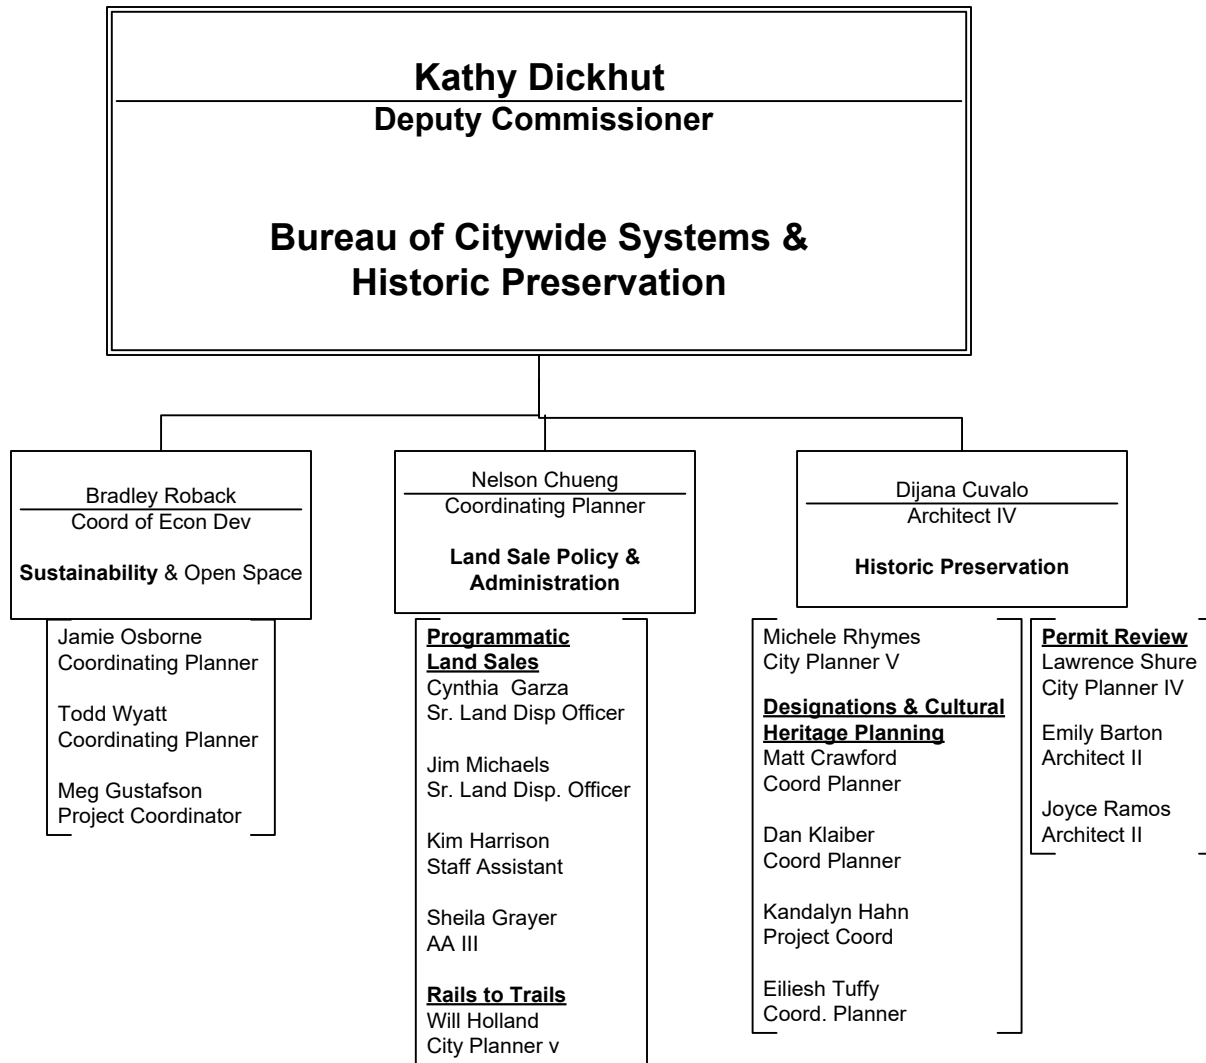 Kathy Dickhut
Deputy Commissioner
Bureau of Citywide Systems &
Historic Preservation
Bradley Roback
Coord of Econ Dev
Sustainability & Open Space
Jamie Osborne
Coordinating Planner
Todd Wyatt
Coordinating Planner
Meg Gustafson
Project Coordinator
Nelson Chueng
Coordinating Planner
Land Sale Policy &
Administration
Programmatic
Land Sales
Cynthia Garza
Sr. Land Disp Officer
Jim Michaels
Sr. Land Disp. Officer
Kim Harrison
Staff Assistant
Sheila Grayer
AA III
Rails to Trails
Will Holland
City Planner v
Dijana Cuvalo
Architect IV
Historic Preservation
Michele Rhymes
City Planner V
Designations & Cultural
Heritage Planning
Matt Crawford
Coord Planner
Dan Klaiber
Coord Planner
Kandalyn Hahn
Project Coord
Eiliesh Tuffy
Coord. Planner
Permit Review
Lawrence Shure
City Planner IV
Emily Barton
Architect II
Joyce Ramos
Architect II